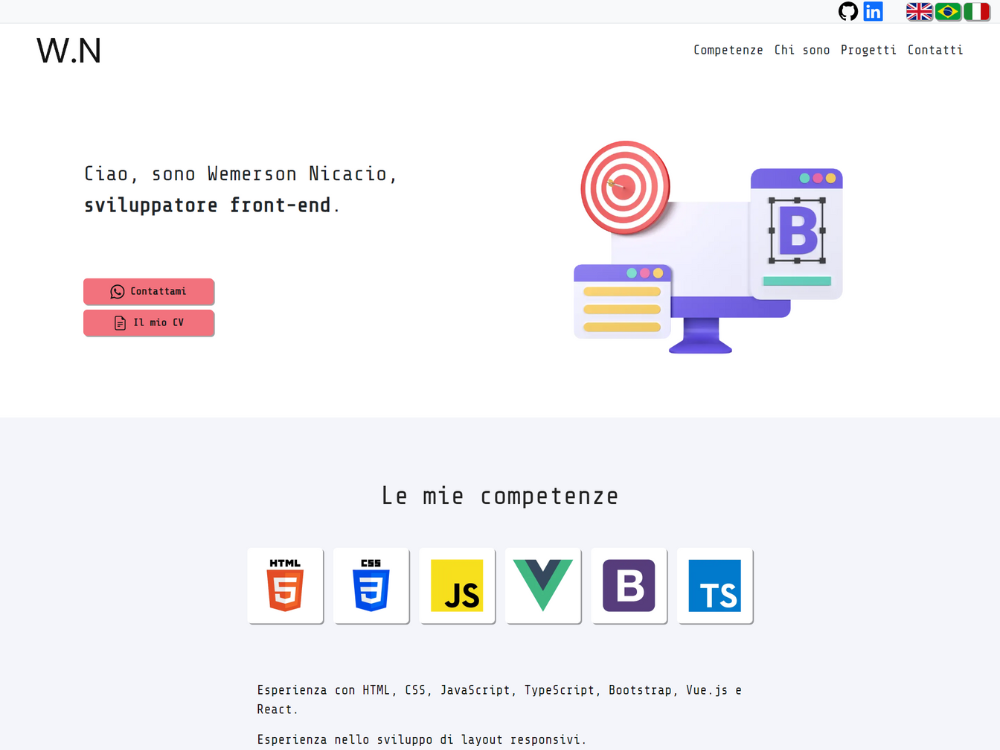 in
W.N
Competenze Chi sono Progetti Contatti
Ciao, sono Wemerson Nicacio,
sviluppatore front-end.
B
Contattami
Il mio CV
Le mie competenze
HTML
5
CSS
3
JS
B
TS
Esperienza con HTML, CSS, JavaScript, TypeScript, Bootstrap, Vue.js e
React.
Esperienza nello sviluppo di layout responsivi.